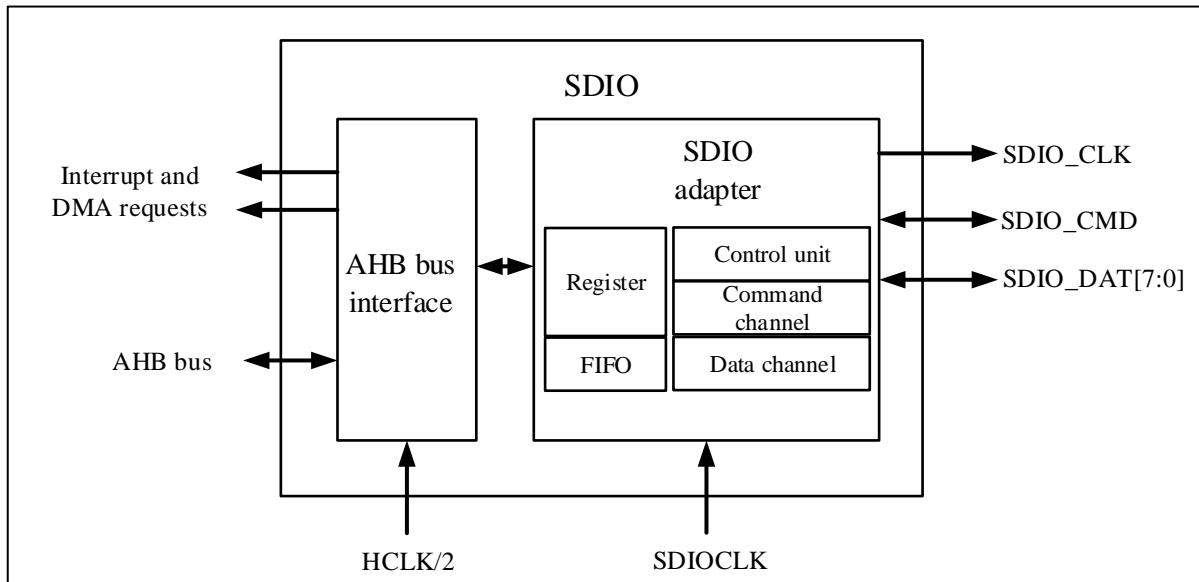 SDIO
Interrupt and
DMA requests
AHB bus
AHB bus
interface
SDIO
adapter
Register
FIFO
Control unit
Command
channel
Data channel
SDIO_CLK
SDIO_CMD
SDIO_DAT[7:0]
HCLK/2
SDIOCLK